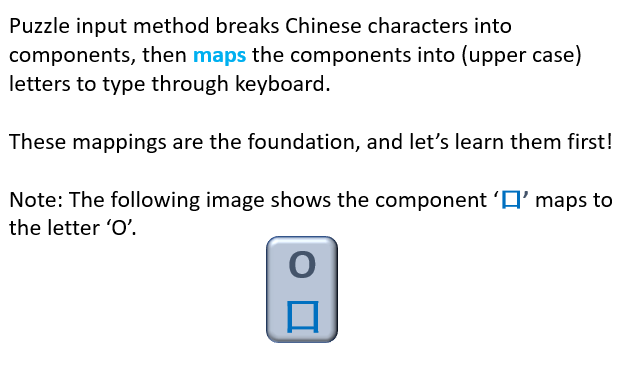 Puzzle input method breaks Chinese characters into
components, then maps the components into (upper case)
letters to type through keyboard.
These mappings are the foundation, and let’s learn them first!
Note: The following image shows the component ‘口’ maps to
the letter ‘O’.
O
口